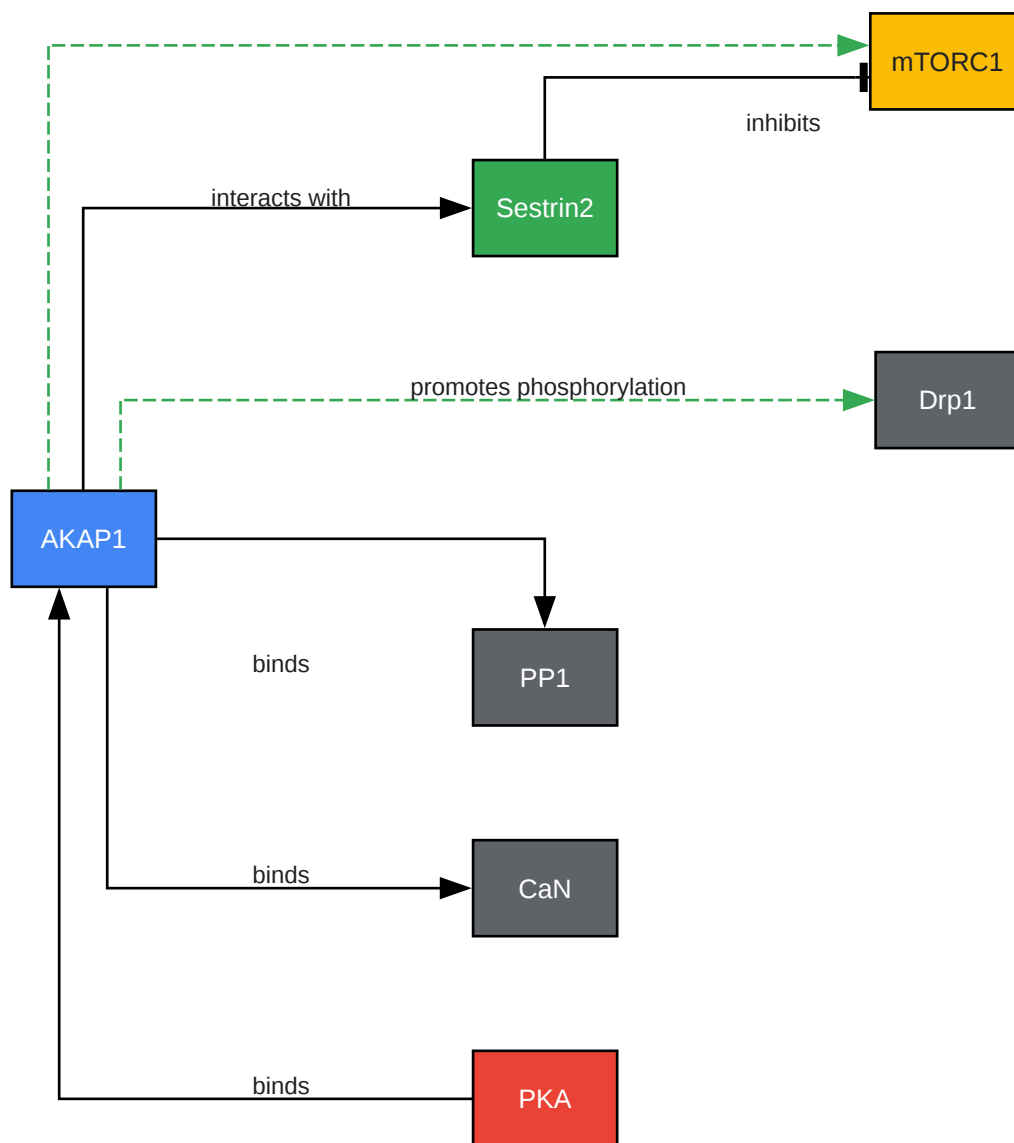 mTORC1
inhibits
interacts with
Sestrin2
promotes phosphorylation
Drp1
AKAP1
binds
PP1
binds
CaN
binds
PKA